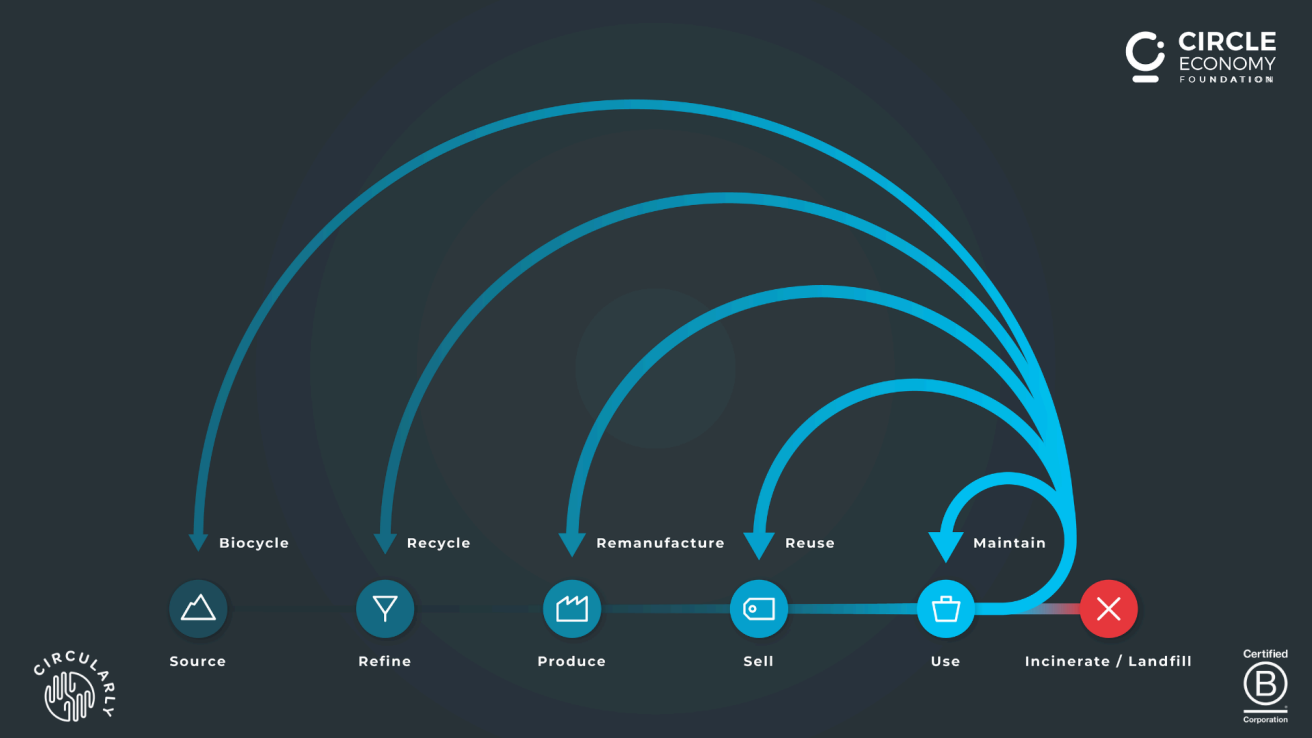 CIRCLE
ECONOMY
FOUNDATION
Biocycle
Recycle
Remanufacture
Reuse
Maintain
Source
Refine
Produce
Sell
Use
Incinerate / Landfill
CIRCULARLY
Certified
B
Corporation